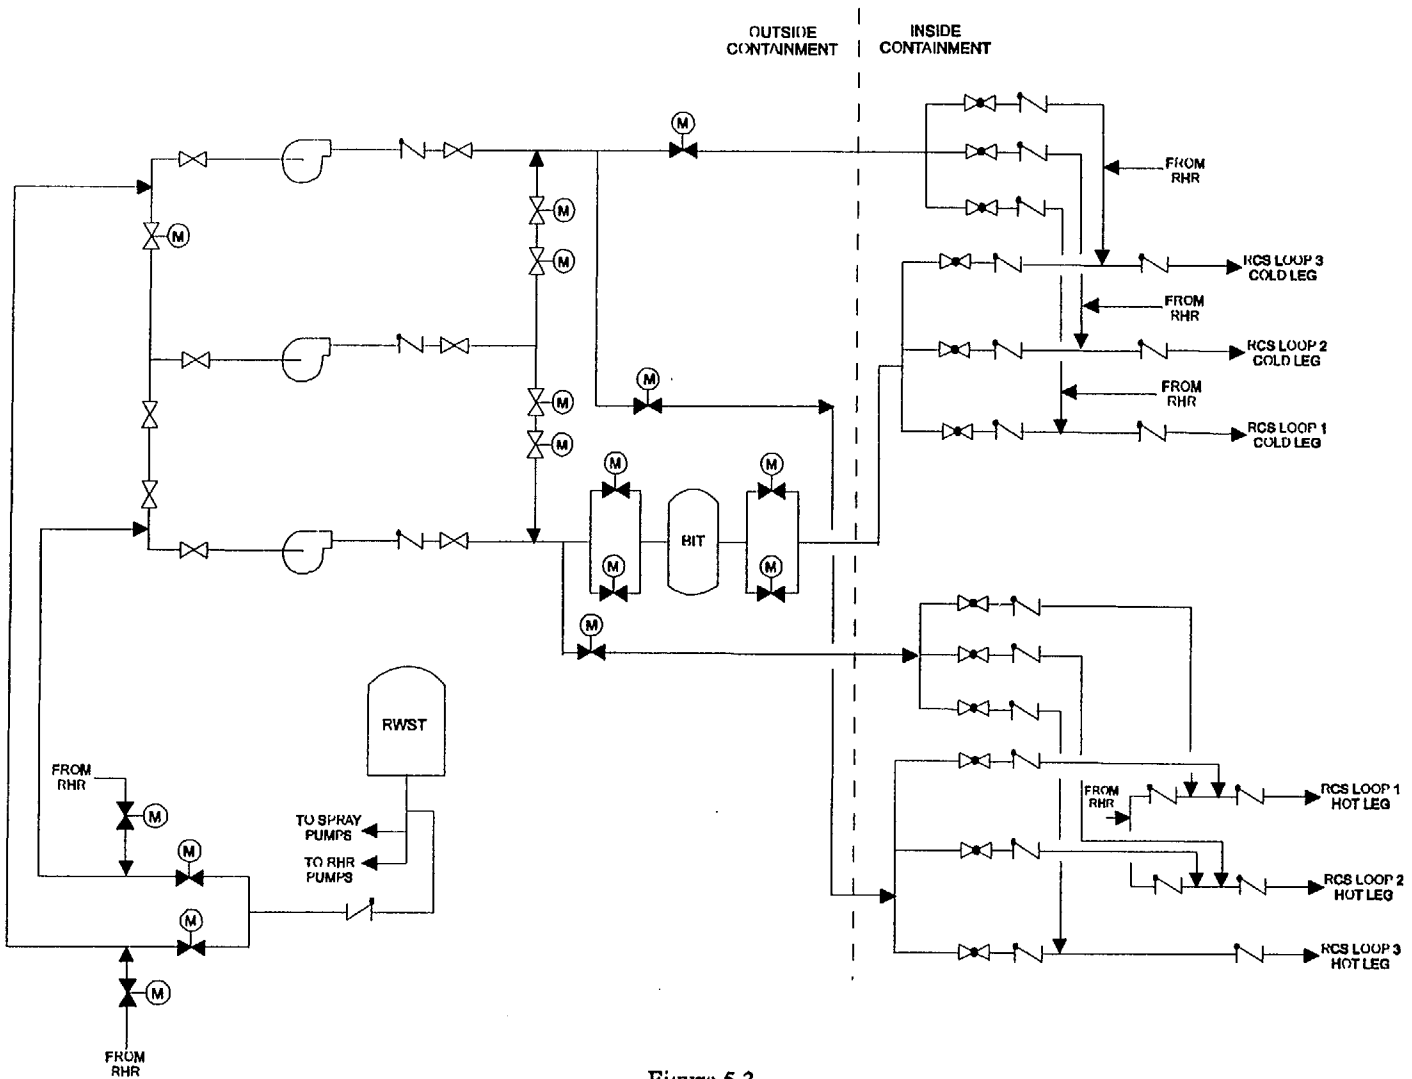 OUTSIDE
CONTAINMENT
INSIDE
CONTAINMENT
M
FROM
RHR
M
M
M
RCS LOOP 3
COLD LEG
FROM
RHR
RCS LOOP 2
COLD LEG
M
FROM
RHR
M
RCS LOOP 1
COLD LEG
M
M
M
BIT
M
M
M
RWST
FROM
RHR
M
TO SPRAY
PUMPS
M
TO RHR
PUMPS
M
M
FROM
RHR
FROM
RHR
RCS LOOP 1
HOT LEG
RCS LOOP 2
HOT LEG
RCS LOOP 3
HOT LEG